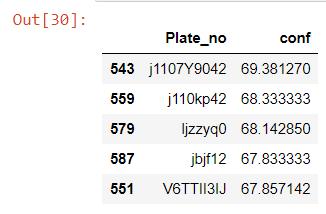 Out[30]:
Plate_no conf
543 j1107Y9042 69.381270
559 j110kp42 68.333333
579 ljzzyq0 68.142850
587 jbjf12 67.833333
551 V6TTII3IJ 67.857142